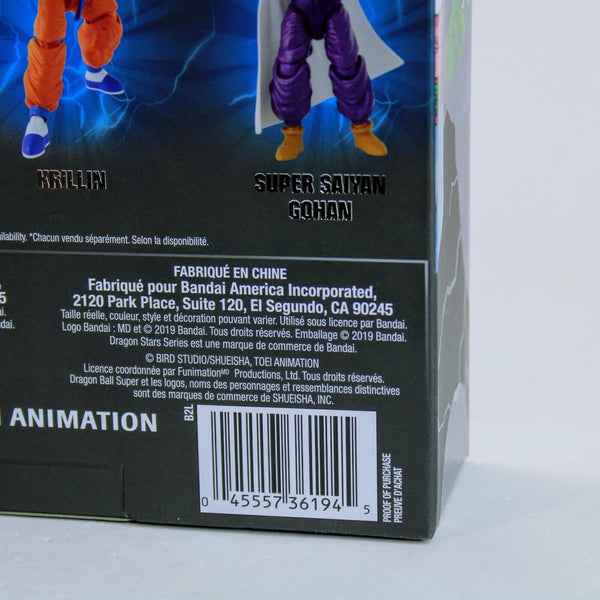 KRILLIN
SUPER SAIYAN
GOHAN
*Chacun vendu séparément. Selon la disponibilité.
FABRIQUÉ EN CHINE
Fabriqué pour Bandai America Incorporated,
2120 Park Place, Suite 120, El Segundo, CA 90245
Taille réelle, couleur, style et décoration peuvent varier. Utilisé sous licence par Bandai.
Logo Bandai : MD et © 2019 Bandai. Tous droits réservés. Emballage © 2019 Bandai.
Dragon Stars Series est une marque de commerce de Bandai.
© BIRD STUDIO/SHUEISHA, TOEI ANIMATION
Licence coordonnée par Funimation MD Productions, Ltd. Tous droits réservés.
Dragon Ball Super et les logos, noms des personnages et ressemblances distinctives
sont des marques de commerce de SHUEISHA, INC.
ANIMATION
B2L
0 45557 36194 5
PROOF OF PURCHASE
PREUVE D'ACHAT